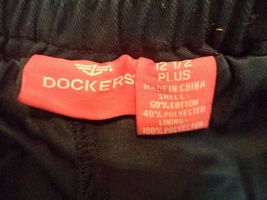 DOCKERS
12 1/2
PLUS
MADE IN CHINA
SHELL-
60% COTTON
40% POLYESTER
LINING-
100% POLYESTER